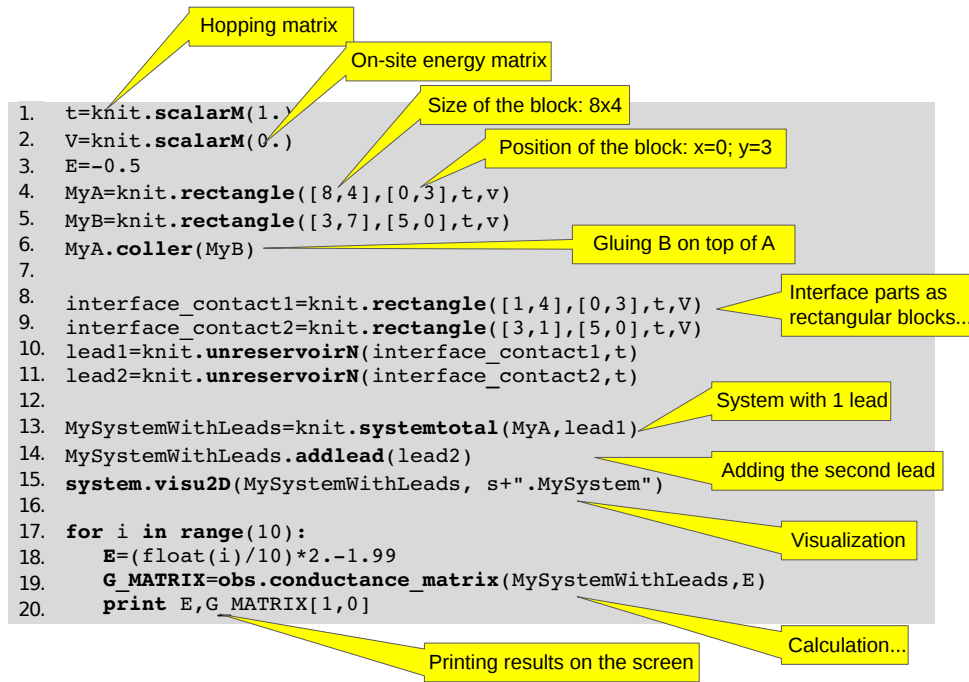 Hopping matrix
On-site energy matrix
Size of the block: 8x4
Position of the block: x=0; y=3
1. t=knit.scalarM(1.)
2. V=knit.scalarM(0.)
3. E=-0.5
4. MyA=knit.rectangle([8,4],[0,3],t,v)
5. MyB=knit.rectangle([3,7],[5,0],t,v)
6. MyA.coller(MyB)
Gluing B on top of A
7.
8. interface_contact1=knit.rectangle([1,4],[0,3],t,V)
Interface parts as
rectangular blocks...
9. interface_contact2=knit.rectangle([3,1],[5,0],t,V)
10. lead1=knit.unreservoirN(interface_contact1,t)
11. lead2=knit.unreservoirN(interface_contact2,t)
12.
System with 1 lead
13. MySystemWithLeads=knit.systemtotal(MyA,lead1)
14. MySystemWithLeads.addlead(lead2)
Adding the second lead
15. system.visu2D(MySystemWithLeads, s+".MySystem")
16.
17. for i in range(10):
Visualization
18. E=(float(i)/10)*2.-1.99
19. G_MATRIX=obs.conductance_matrix(MySystemWithLeads,E)
20. print E,G_MATRIX[1,0]
Calculation...
Printing results on the screen